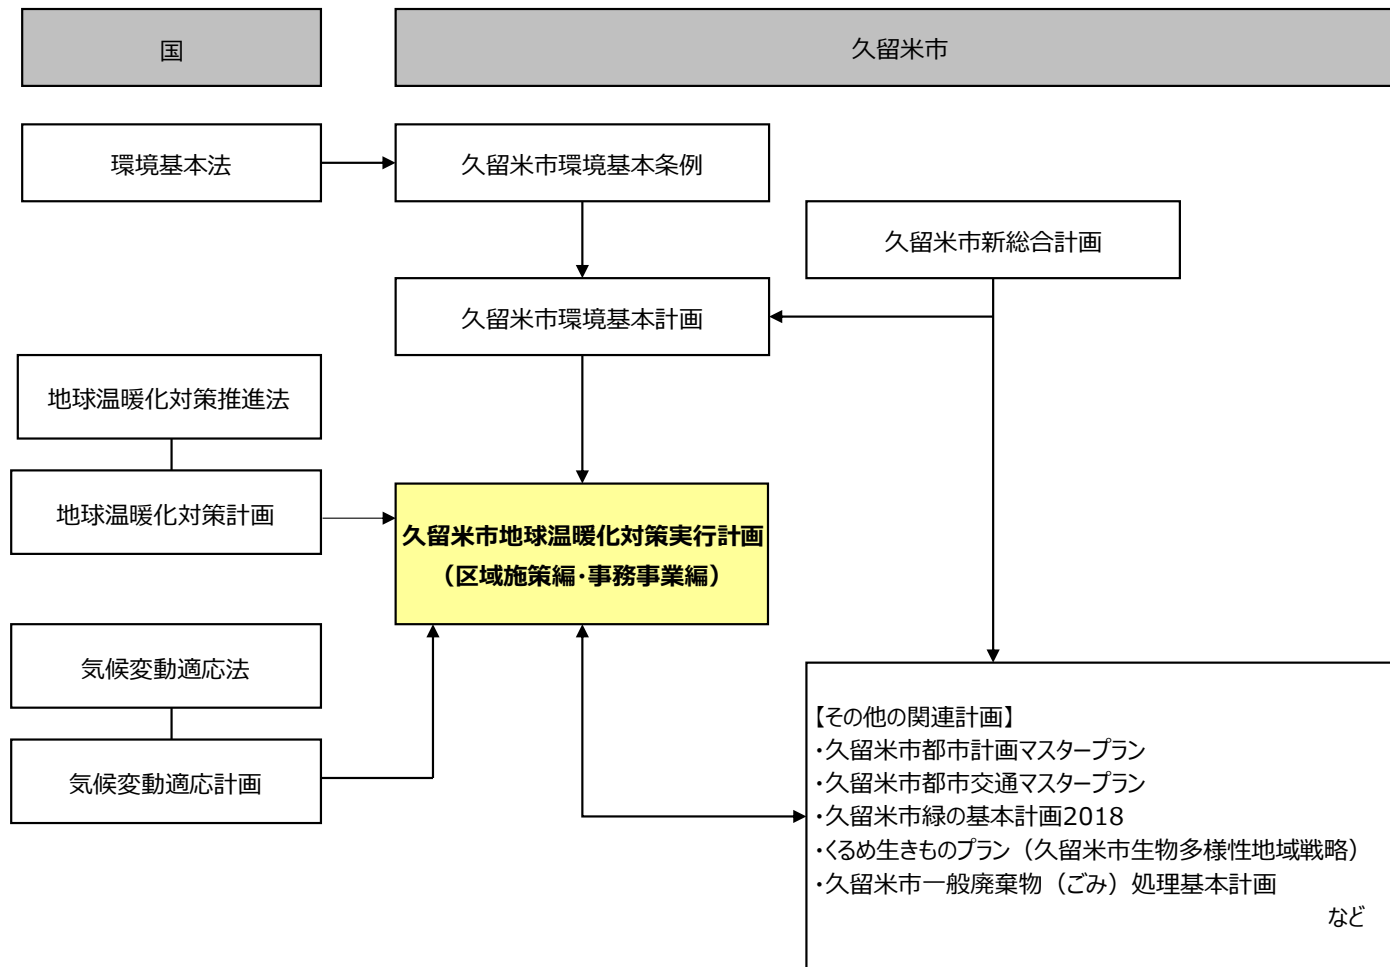 国
久留米市
環境基本法
久留米市環境基本条例
久留米市新総合計画
久留米市環境基本計画
地球温暖化対策推進法
地球温暖化対策計画
久留米市地球温暖化対策実行計画
（区域施策編・事務事業編）
気候変動適応法
気候変動適応計画
【その他の関連計画】
・久留米市都市計画マスタープラン
・久留米市都市交通マスタープラン
・久留米市緑の基本計画2018
・くるめ生きものプラン（久留米市生物多様性地域戦略）
・久留米市一般廃棄物（ごみ）処理基本計画
など